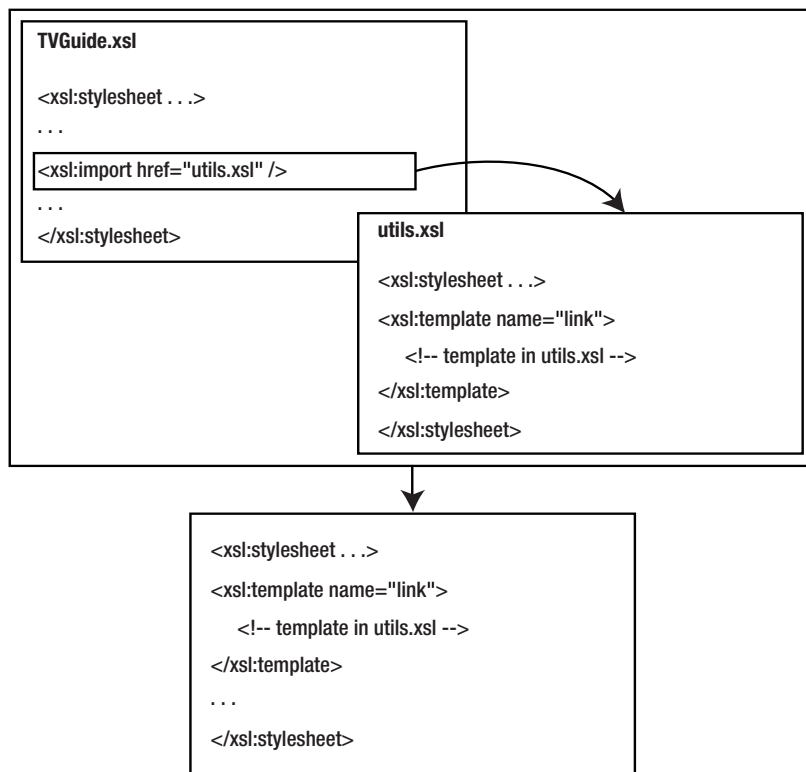 TVGuide.xsl
<xsl:stylesheet . . .>
. . .
<xsl:import href="utils.xsl" />
. . .
</xsl:stylesheet>
utils.xsl
<xsl:stylesheet . . .>
<xsl:template name="link">
<!-- template in utils.xsl -->
</xsl:template>
</xsl:stylesheet>
<xsl:stylesheet . . .>
<xsl:template name="link">
<!-- template in utils.xsl -->
</xsl:template>
. . .
</xsl:stylesheet>